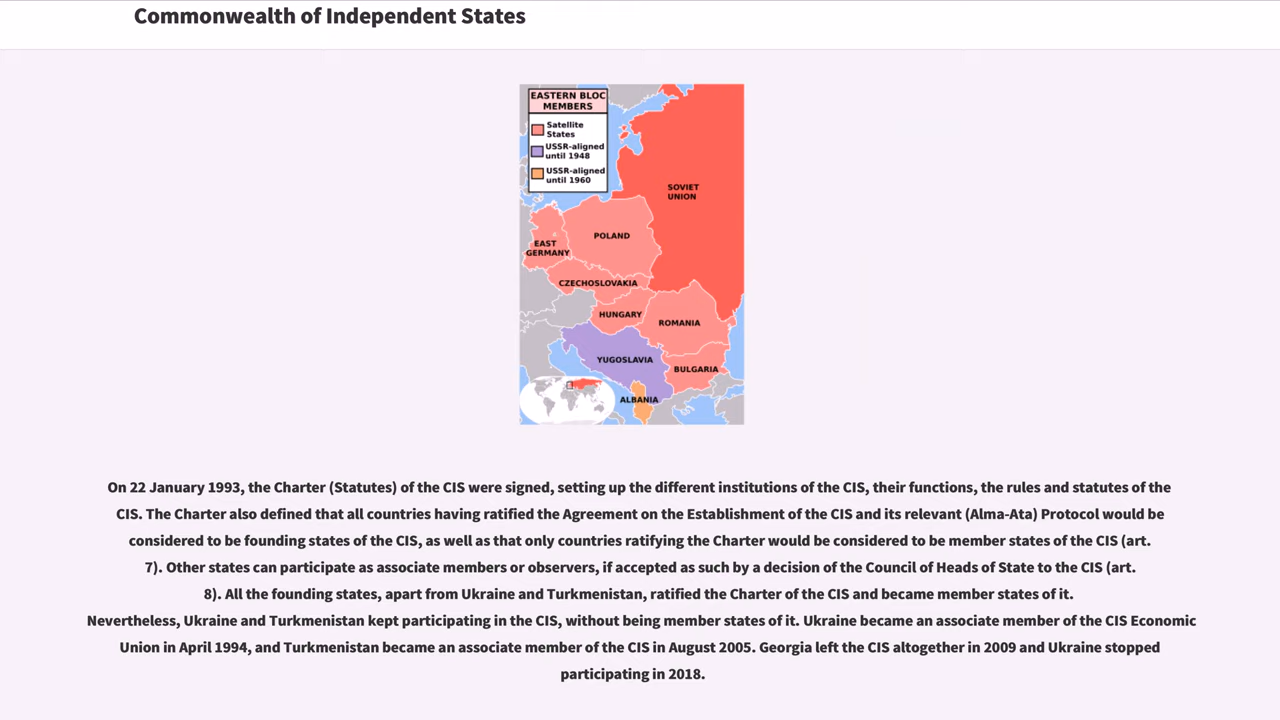 Commonwealth of Independent States
EASTERN BLOC
MEMBERS
Satellite
States
USSR-aligned
until 1948
USSR-aligned
until 1960
SOVIET
UNION
POLAND
EAST
GERMANY
CZECHOSLOVAKIA
HUNGARY
ROMANIA
YUGOSLAVIA
BULGARIA
ALBANIA
On 22 January 1993, the Charter (Statutes) of the CIS were signed, setting up the different institutions of the CIS, their functions, the rules and statutes of the
CIS. The Charter also defined that all countries having ratified the Agreement on the Establishment of the CIS and its relevant (Alma-Ata) Protocol would be
considered to be founding states of the CIS, as well as that only countries ratifying the Charter would be considered to be member states of the CIS (art.
7). Other states can participate as associate members or observers, if accepted as such by a decision of the Council of Heads of State to the CIS (art.
8). All the founding states, apart from Ukraine and Turkmenistan, ratified the Charter of the CIS and became member states of it.
Nevertheless, Ukraine and Turkmenistan kept participating in the CIS, without being member states of it. Ukraine became an associate member of the CIS Economic
Union in April 1994, and Turkmenistan became an associate member of the CIS in August 2005. Georgia left the CIS altogether in 2009 and Ukraine stopped
participating in 2018.